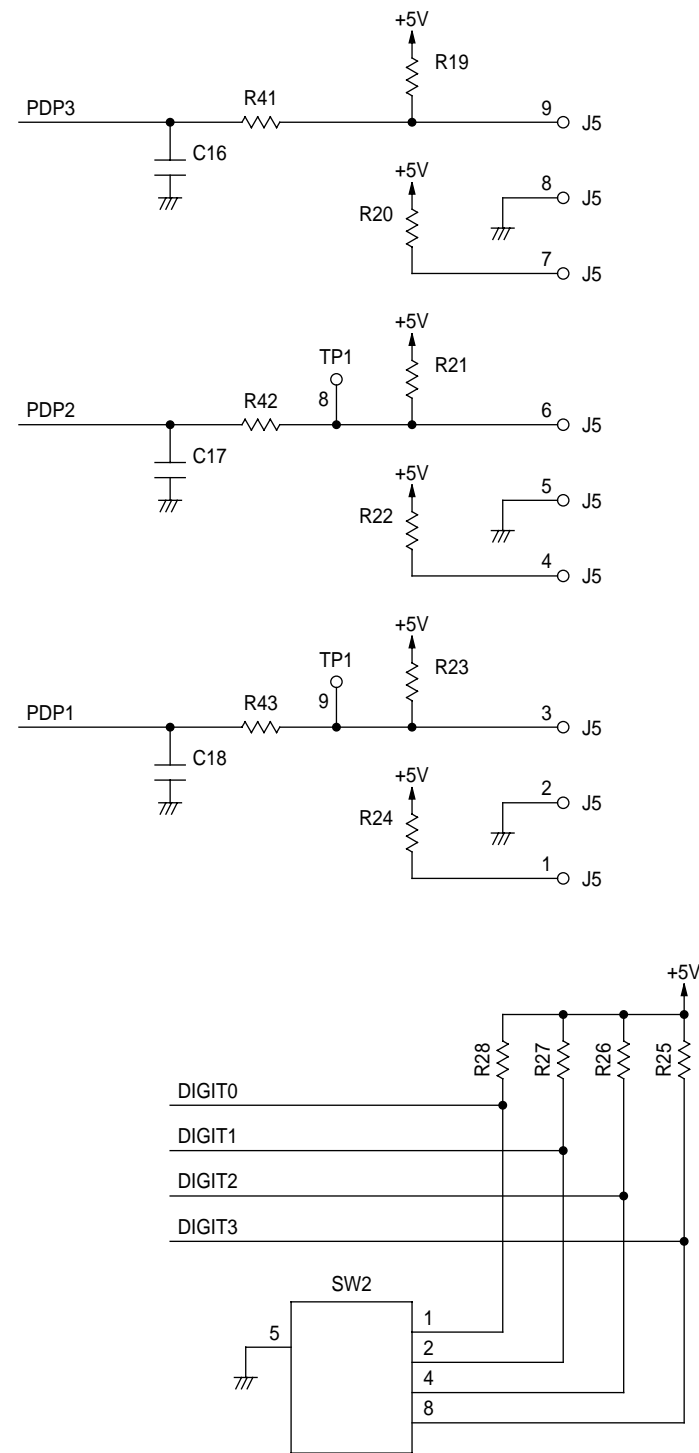 +5V
R19
PDP3
R41
9
J5
C16
+5V
8
J5
R20
7
J5
+5V
TP1
R21
8
PDP2
R42
6
J5
C17
+5V
5
J5
R22
4
J5
+5V
TP1
R23
9
PDP1
R43
3
J5
C18
+5V
2
J5
R24
1
J5
+5V
R28
R27
R26
R25
DIGIT0
DIGIT1
DIGIT2
DIGIT3
SW2
5
1
2
4
8